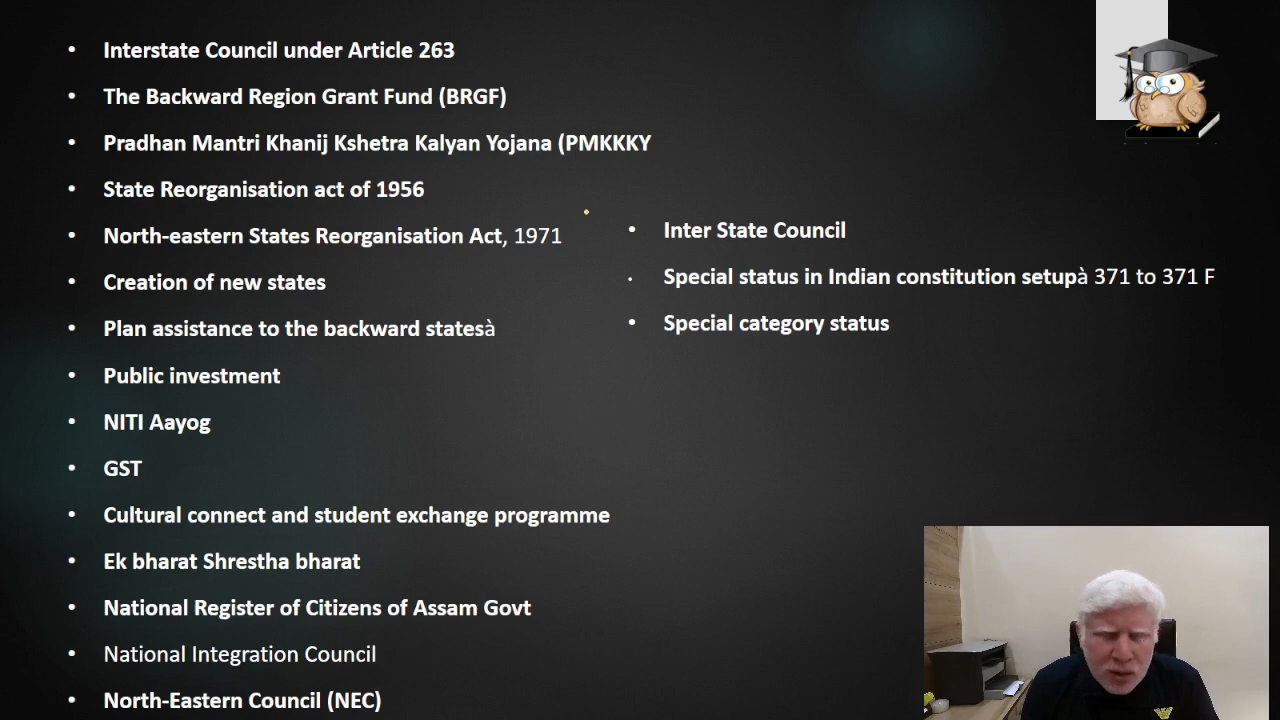 • Interstate Council under Article 263
• The Backward Region Grant Fund (BRGF)
• Pradhan Mantri Khanij Kshetra Kalyan Yojana (PMKKKY
• State Reorganisation act of 1956
• North-eastern States Reorganisation Act, 1971
• Creation of new states
• Plan assistance to the backward statesà
• Public investment
• NITI Aayog
• GST
• Cultural connect and student exchange programme
• Ek bharat Shrestha bharat
• National Register of Citizens of Assam Govt
• National Integration Council
• North-Eastern Council (NEC)
• Inter State Council
• Special status in Indian constitution setupà 371 to 371 F
• Special category status